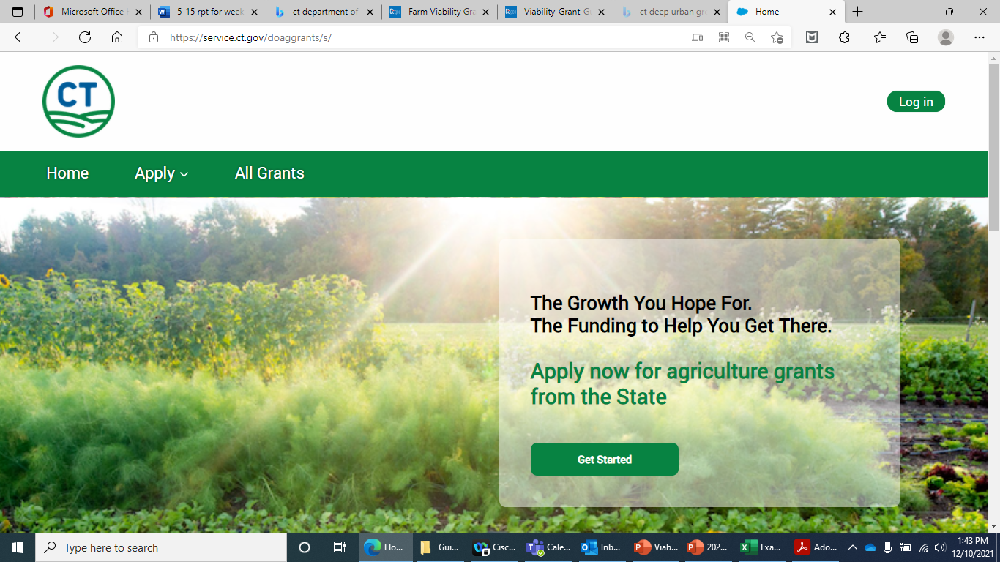 Microsoft Office
5-15 rpt for week
ct department of
Farm Viability Gra
Viability-Grant-Gu
ct deep urban gr
Home
https://service.ct.gov/doaggrants/s/
CT
Log in
Home
Apply
All Grants
The Growth You Hope For.
The Funding to Help You Get There.
Apply now for agriculture grants
from the State
Get Started
Type here to search
Ho...
Gui...
Cisc...
Cale...
Inb...
Viab...
202...
Exa...
Ado...
1:43 PM
12/10/2021